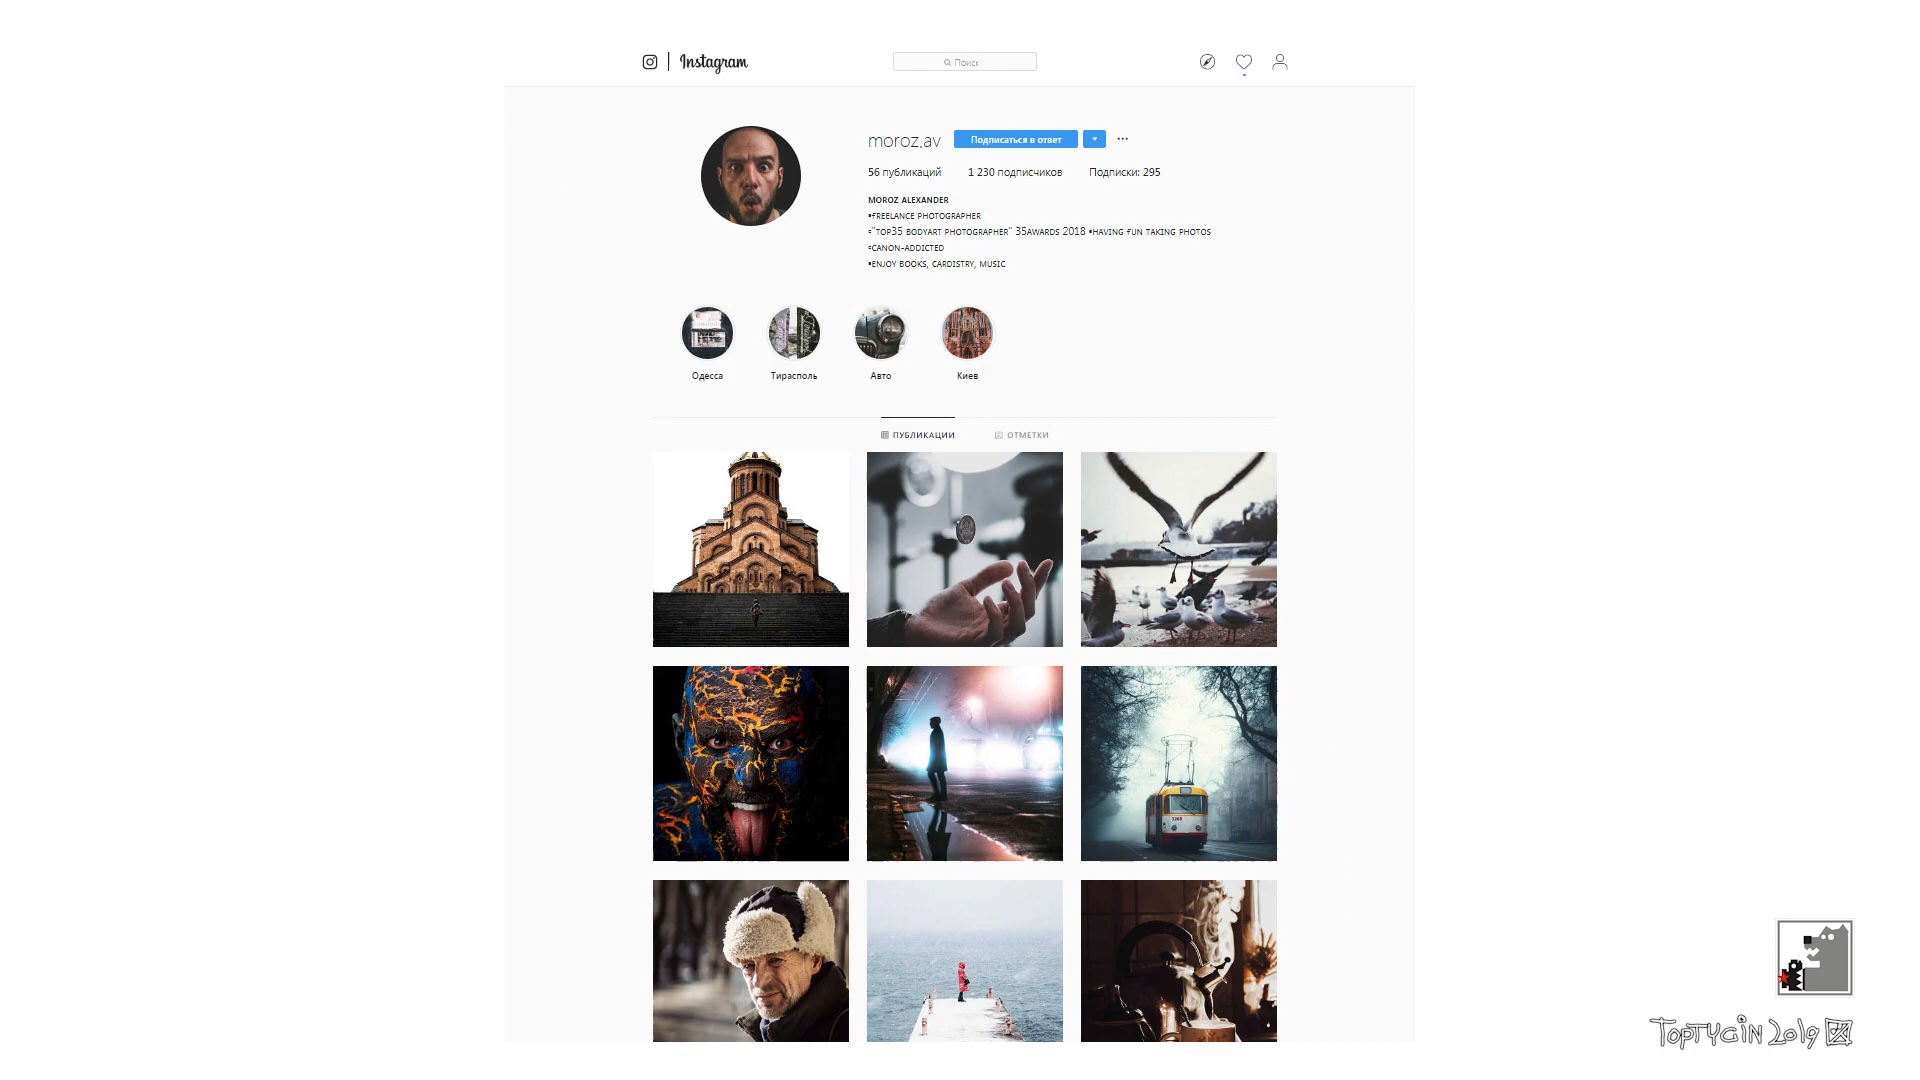 Instagram
Поиск
moroz.av
Подписаться в ответ
56 публикаций 1 230 подписчиков Подписки: 295
MOROZ ALEXANDER
▪FREELANCE PHOTOGRAPHER
▫"TOP35 BODYART PHOTOGRAPHER" 35AWARDS 2018 ▪HAVING FUN TAKING PHOTOS
▫CANON-ADDICTED
▪ENJOY BOOKS, CARDISTRY, MUSIC
Одесса Тирасполь Авто Киев
ПУБЛИКАЦИИ ОТМЕТКИ
3268
TOPTYGIN 2019